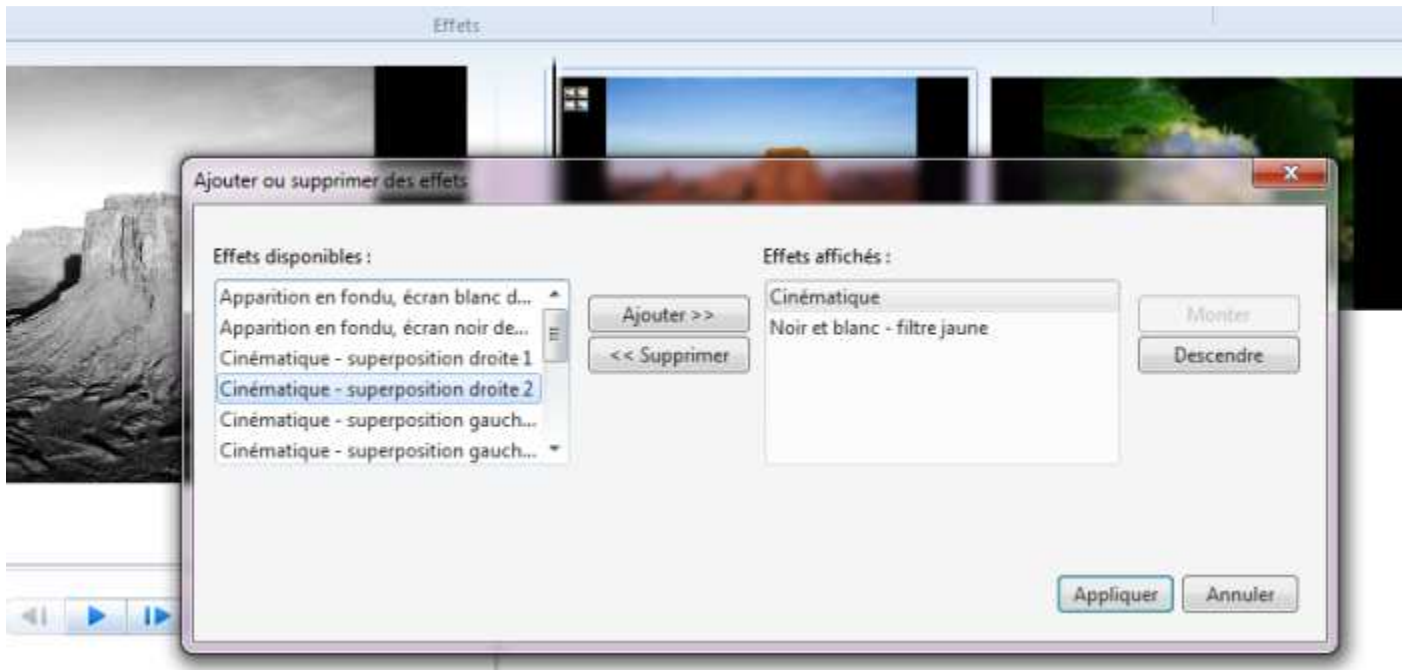 Effets
Ajouter ou supprimer des effets
Effets disponibles :
Apparition en fondu, écran blanc d...
Apparition en fondu, écran noir de...
Cinématique - superposition droite 1
Cinématique - superposition droite 2
Cinématique - superposition gauch...
Cinématique - superposition gauch...
Ajouter >>
<< Supprimer
Effets affichés :
Cinématique
Noir et blanc - filtre jaune
Monter
Descendre
Appliquer
Annuler